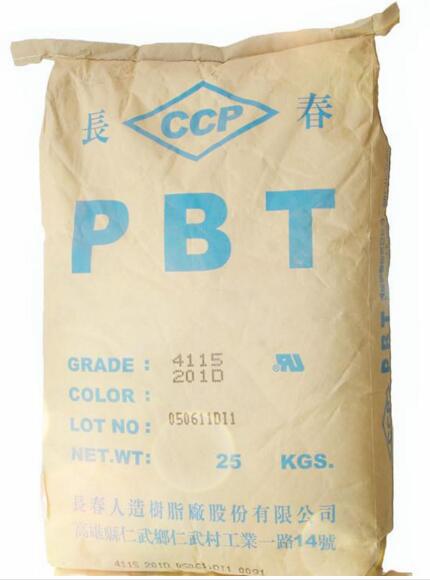 長 CCP 春
PBT
GRADE : 4115
201D
COLOR :
LOT NO : 050611D11
NET.WT: 25 KGS.
長春人造樹脂廠股份有限公司
高雄縣仁武鄉仁武村工業一路14號
4115 201D
PBT